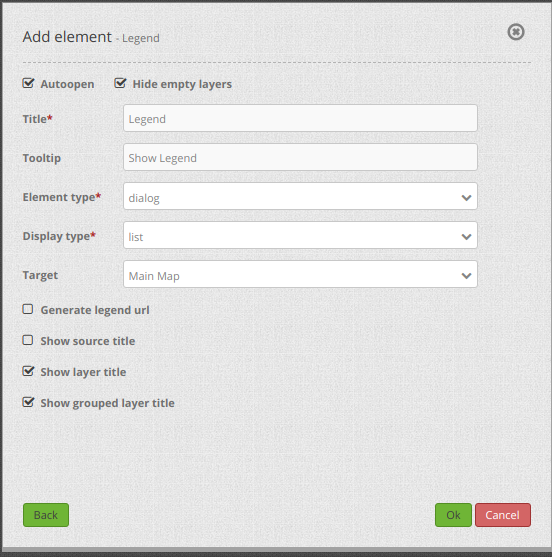 Add element - Legend
Autoopen Hide empty layers
Title* Legend
Tooltip Show Legend
Element type* dialog
Display type* list
Target Main Map
Generate legend url
Show source title
Show layer title
Show grouped layer title
Back Ok Cancel